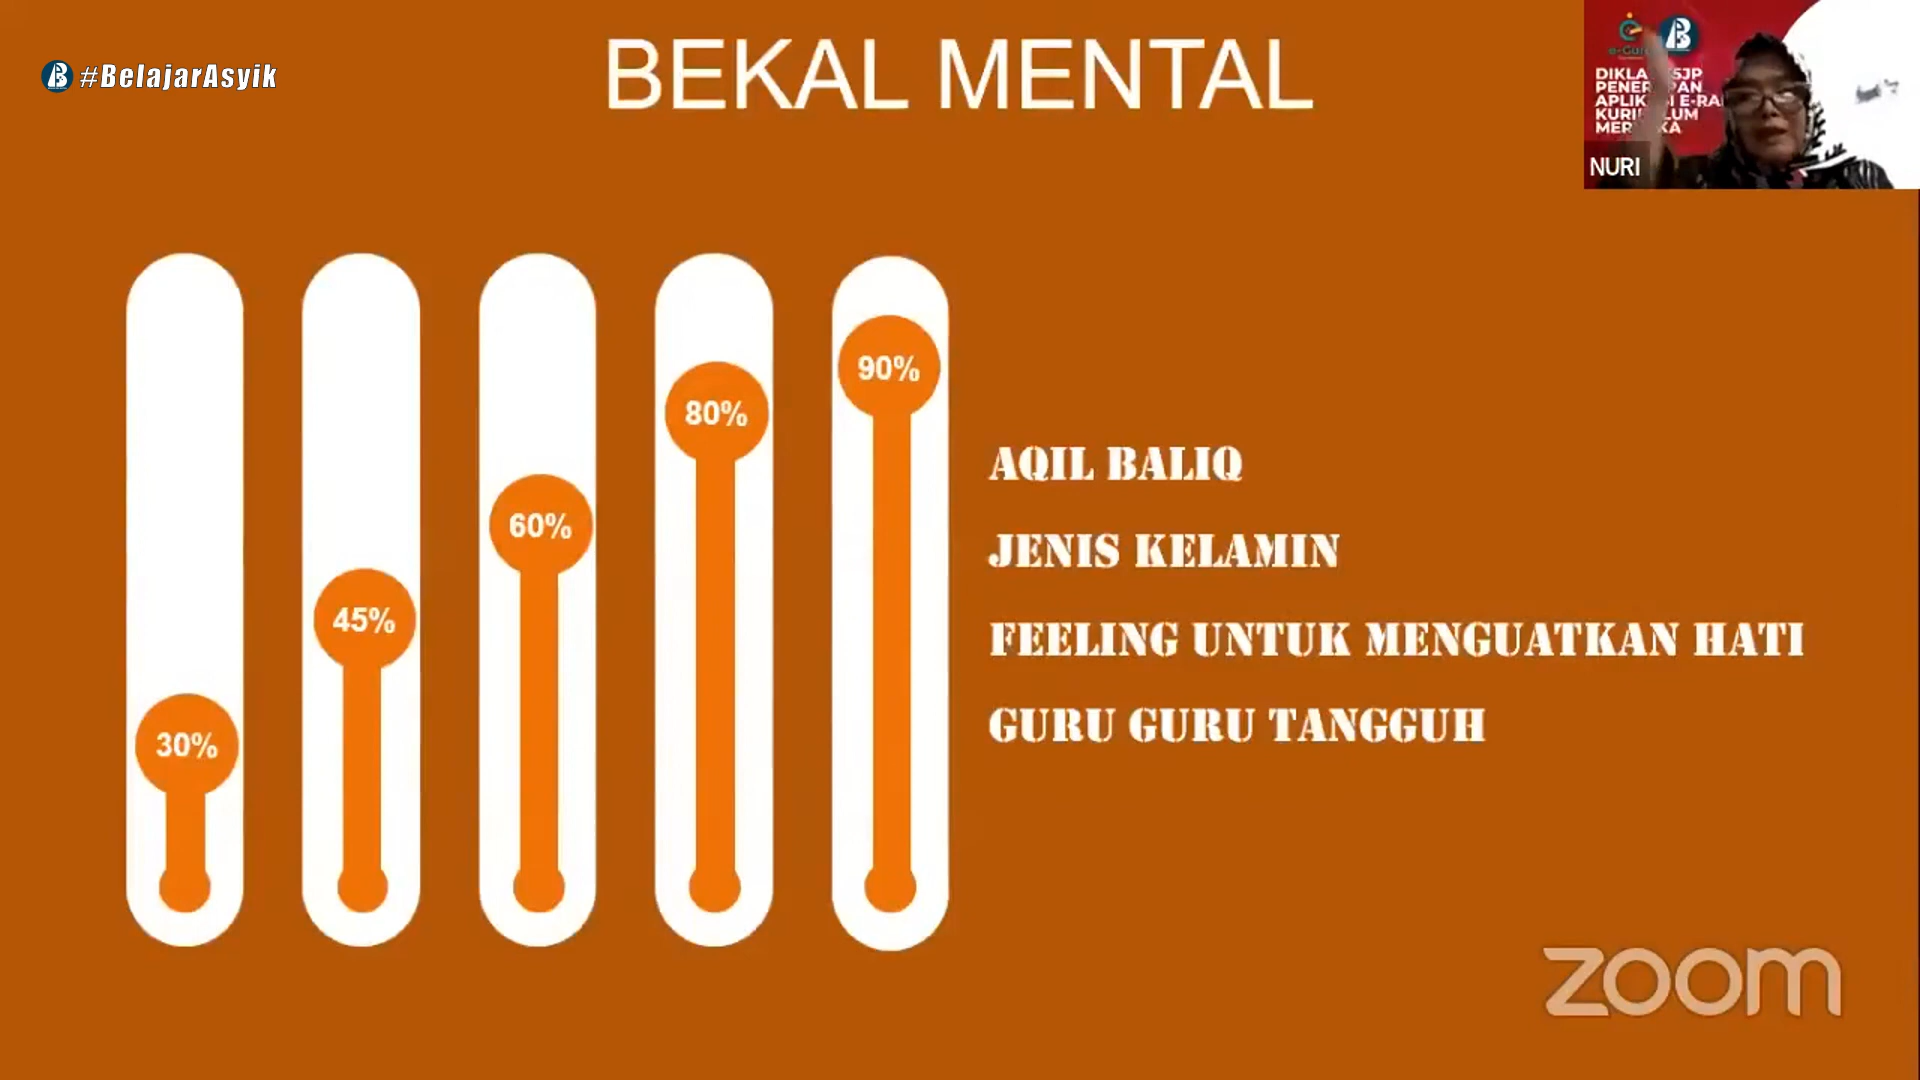 #BelajarAsyik
BEKAL MENTAL
NURI
30%
45%
60%
80%
90%
AQIL BALIQ
JENIS KELAMIN
FEELING UNTUK MENGUATKAN HATI
GURU GURU TANGGUH
zoom